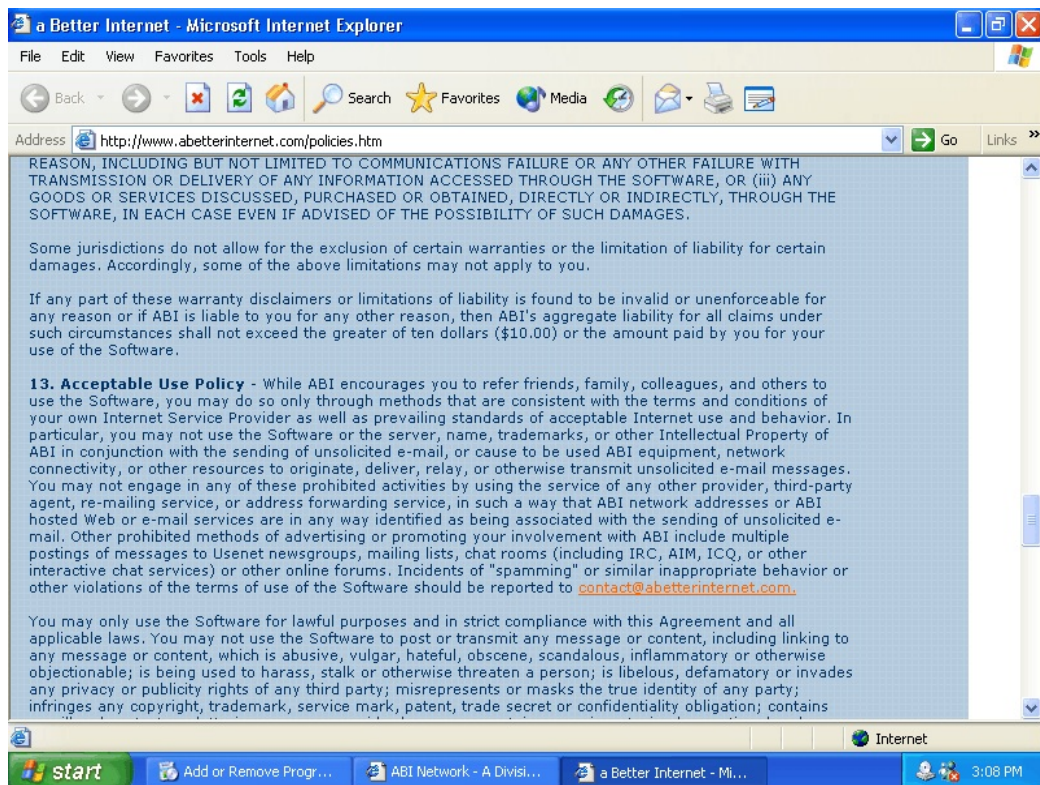 a Better Internet - Microsoft Internet Explorer
File Edit View Favorites Tools Help
Back Search Favorites Media
Address http://www.abetterinternet.com/policies.htm Go Links »
REASON, INCLUDING BUT NOT LIMITED TO COMMUNICATIONS FAILURE OR ANY OTHER FAILURE WITH
TRANSMISSION OR DELIVERY OF ANY INFORMATION ACCESSED THROUGH THE SOFTWARE, OR (iii) ANY
GOODS OR SERVICES DISCUSSED, PURCHASED OR OBTAINED, DIRECTLY OR INDIRECTLY, THROUGH THE
SOFTWARE, IN EACH CASE EVEN IF ADVISED OF THE POSSIBILITY OF SUCH DAMAGES.
Some jurisdictions do not allow for the exclusion of certain warranties or the limitation of liability for certain
damages. Accordingly, some of the above limitations may not apply to you.
If any part of these warranty disclaimers or limitations of liability is found to be invalid or unenforceable for
any reason or if ABI is liable to you for any other reason, then ABI's aggregate liability for all claims under
such circumstances shall not exceed the greater of ten dollars ($10.00) or the amount paid by you for your
use of the Software.
13. Acceptable Use Policy - While ABI encourages you to refer friends, family, colleagues, and others to
use the Software, you may do so only through methods that are consistent with the terms and conditions of
your own Internet Service Provider as well as prevailing standards of acceptable Internet use and behavior. In
particular, you may not use the Software or the server, name, trademarks, or other Intellectual Property of
ABI in conjunction with the sending of unsolicited e-mail, or cause to be used ABI equipment, network
connectivity, or other resources to originate, deliver, relay, or otherwise transmit unsolicited e-mail messages.
You may not engage in any of these prohibited activities by using the service of any other provider, third-party
agent, re-mailing service, or address forwarding service, in such a way that ABI network addresses or ABI
hosted Web or e-mail services are in any way identified as being associated with the sending of unsolicited e-
mail. Other prohibited methods of advertising or promoting your involvement with ABI include multiple
postings of messages to Usenet newsgroups, mailing lists, chat rooms (including IRC, AIM, ICQ, or other
interactive chat services) or other online forums. Incidents of "spamming" or similar inappropriate behavior or
other violations of the terms of use of the Software should be reported to contact@abetterinternet.com.
You may only use the Software for lawful purposes and in strict compliance with this Agreement and all
applicable laws. You may not use the Software to post or transmit any message or content, including linking to
any message or content, which is abusive, vulgar, hateful, obscene, scandalous, inflammatory or otherwise
objectionable; is being used to harass, stalk or otherwise threaten a person; is libelous, defamatory or invades
any privacy or publicity rights of any third party; misrepresents or masks the true identity of any party;
infringes any copyright, trademark, service mark, patent, trade secret or confidentiality obligation; contains
Internet
start Add or Remove Progr... ABI Network - A Divisi... a Better Internet - Mi... 3:08 PM